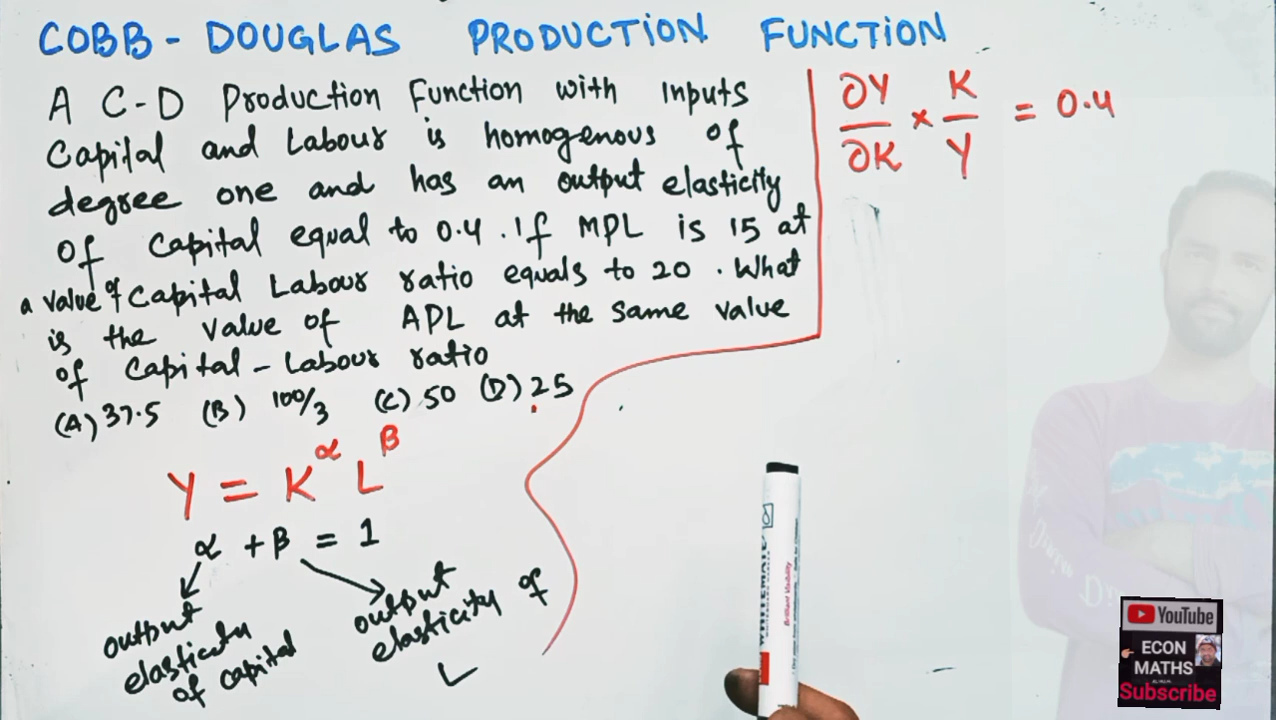 COBB - DOUGLAS PRODUCTION FUNCTION
A C-D Production Function with inputs
Capital and Labour is homogenous of
degree one and has an output elasticity
of Capital equal to 0.4. If MPL is 15 at
a value of Capital Labour ratio equals to 20. What
is the value of APL at the same value
of Capital - Labour ratio
(A) 37.5 (B) 100/3 (C) 50 (D) 25
Y = K^α L^β
α + β = 1
output
elasticity
of capital
output
elasticity of
L
∂Y/∂K × K/Y = 0.4
WHITEMATE
Brilliant Visibility
YouTube
ECON
MATHS
Subscribe